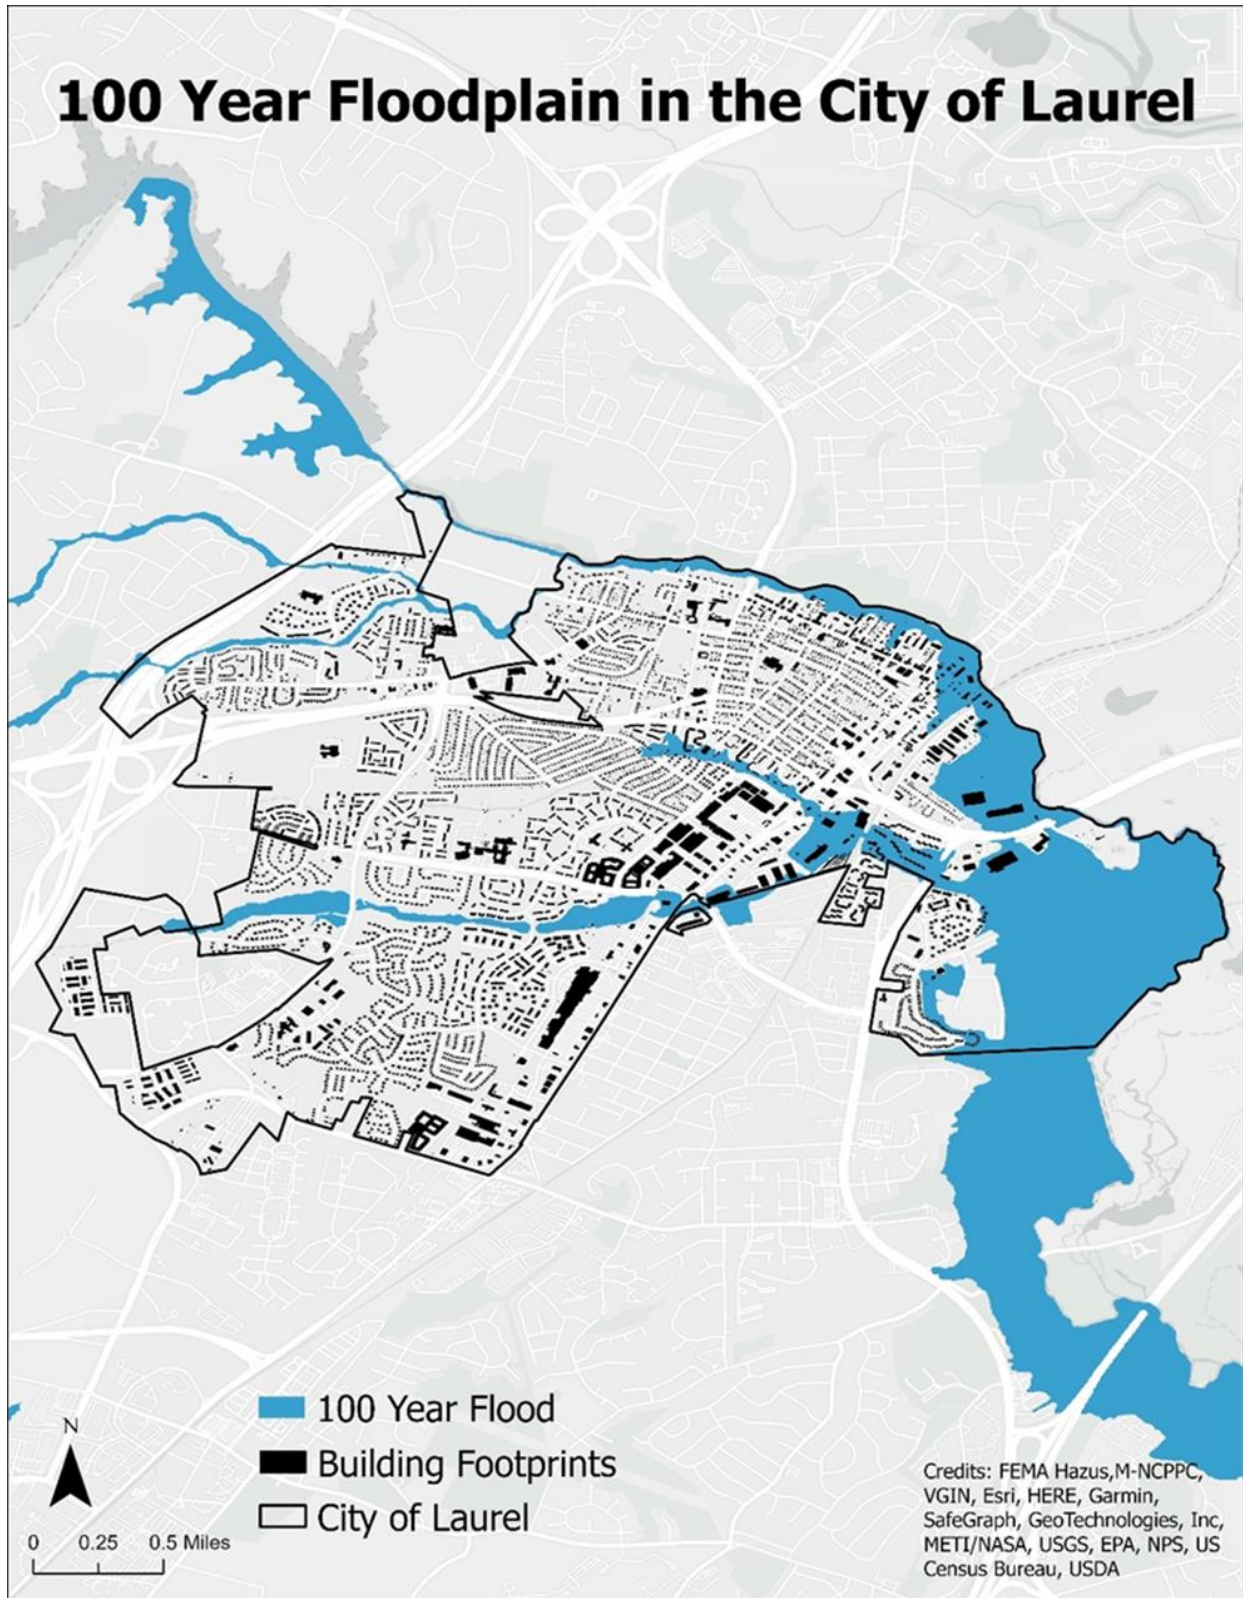 100 Year Floodplain in the City of Laurel
100 Year Flood
Building Footprints
City of Laurel
N
0 0.25 0.5 Miles
Credits: FEMA Hazus,M-NCPPC,
VGIN, Esri, HERE, Garmin,
SafeGraph, GeoTechnologies, Inc,
METI/NASA, USGS, EPA, NPS, US
Census Bureau, USDA